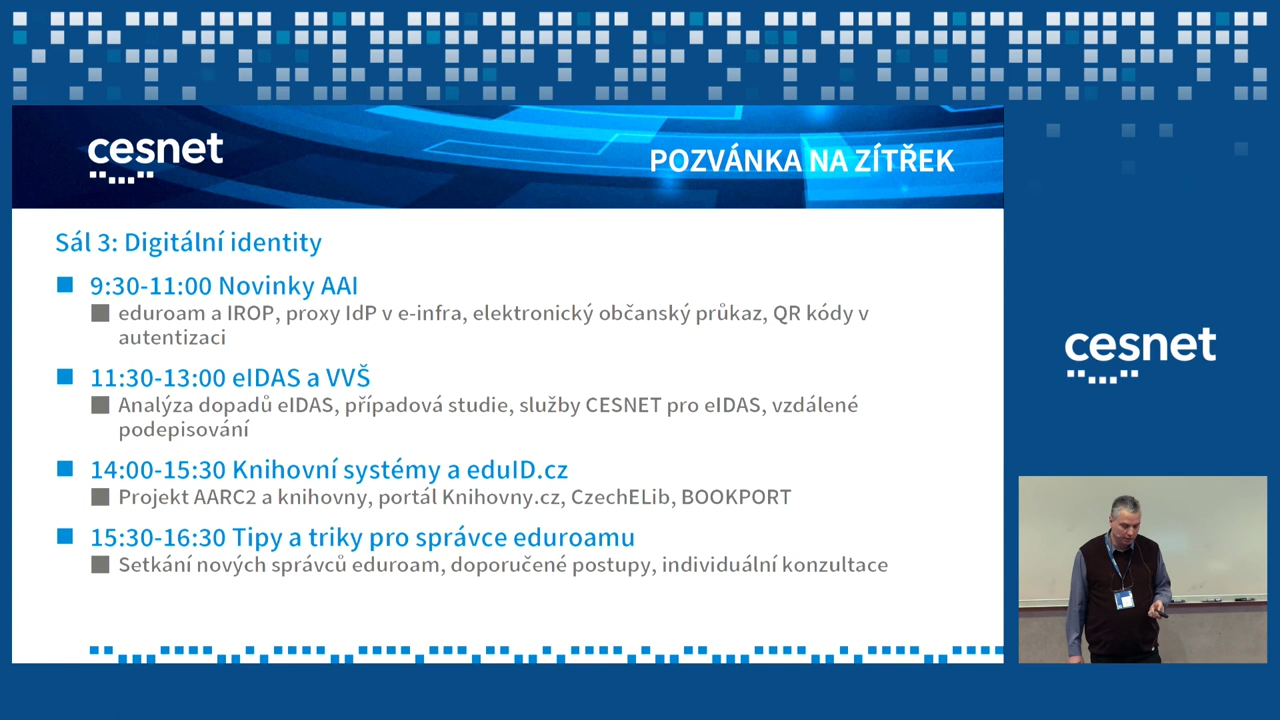 cesnet
POZVÁNKA NA ZÍTŘEK
Sál 3: Digitální identity
9:30-11:00 Novinky AAI
eduroam a IROP, proxy IdP v e-infra, elektronický občanský průkaz, QR kódy v
autentizaci
11:30-13:00 eIDAS a VVŠ
Analýza dopadů eIDAS, případová studie, služby CESNET pro eIDAS, vzdálené
podepisování
14:00-15:30 Knihovní systémy a eduID.cz
Projekt AARC2 a knihovny, portál Knihovny.cz, CzechELib, BOOKPORT
15:30-16:30 Tipy a triky pro správce eduroamu
Setkání nových správců eduroam, doporučené postupy, individuální konzultace
cesnet